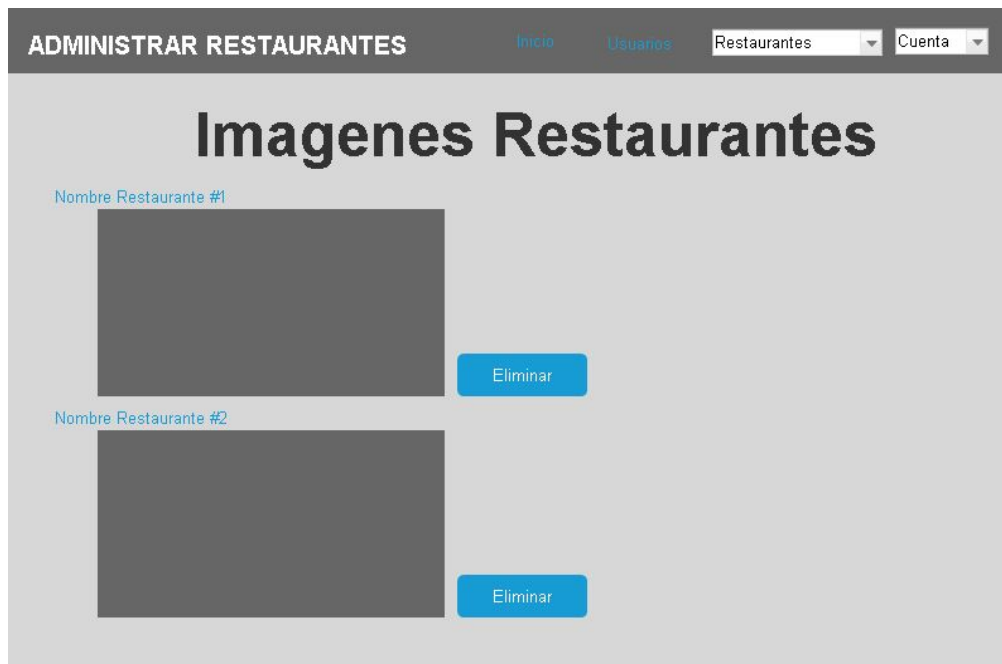 ADMINISTRAR RESTAURANTES Inicio Usuarios Restaurantes Cuenta
Imagenes Restaurantes
Nombre Restaurante #1
Eliminar
Nombre Restaurante #2
Eliminar